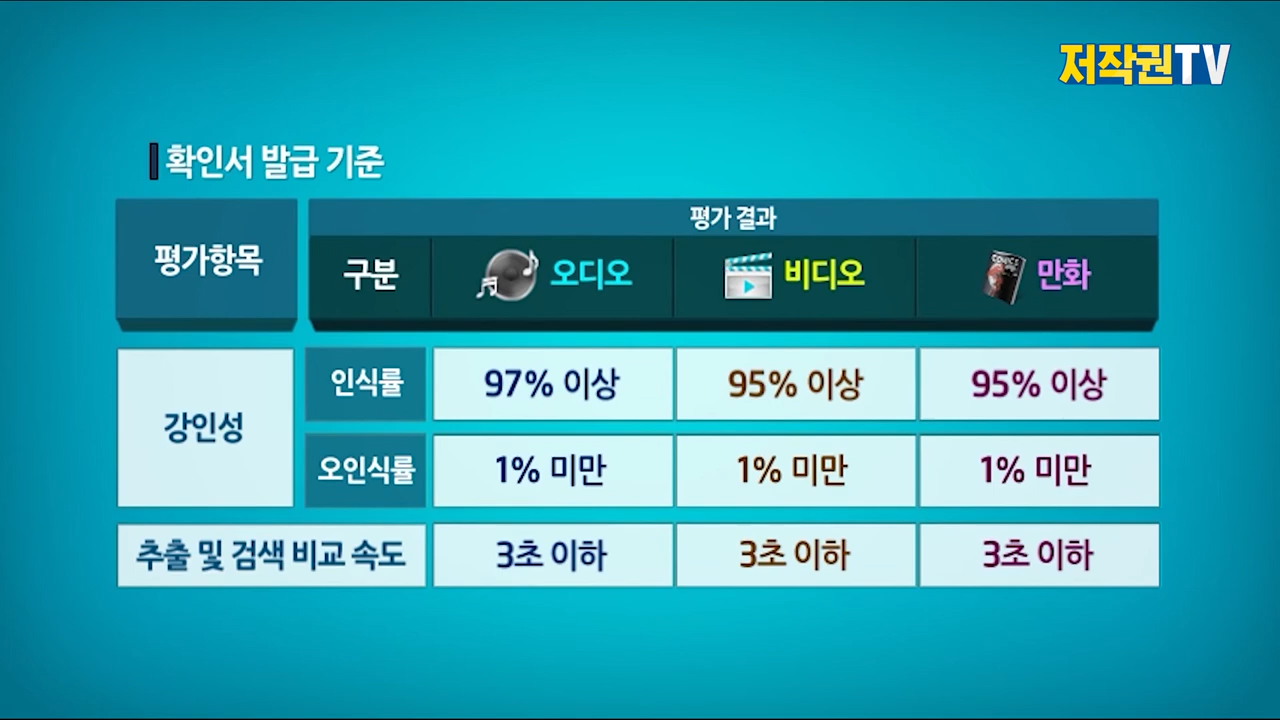 저작권TV
확인서 발급 기준
평가항목
평가 결과
구분 오디오 비디오 만화
강인성
인식률 97% 이상 95% 이상 95% 이상
오인식률 1% 미만 1% 미만 1% 미만
추출 및 검색 비교 속도 3초 이하 3초 이하 3초 이하
COMICS